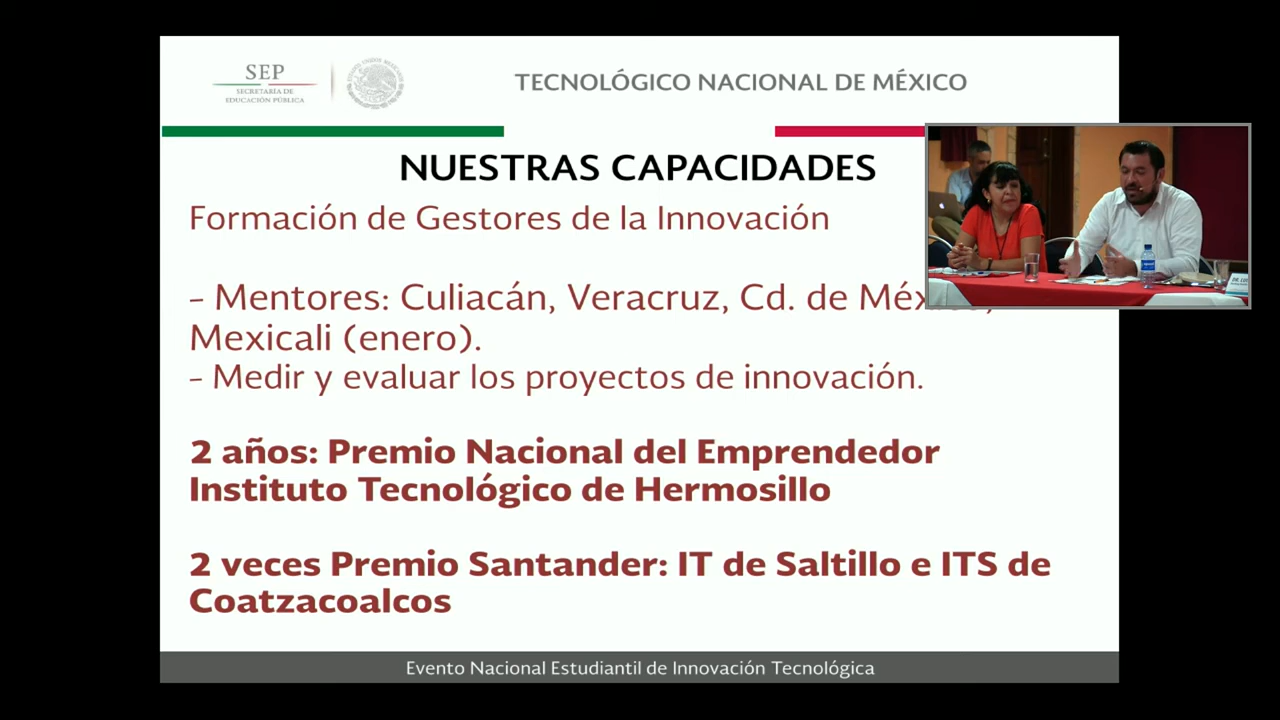 SEP
SECRETARÍA DE
EDUCACIÓN PÚBLICA
TECNOLÓGICO NACIONAL DE MÉXICO
NUESTRAS CAPACIDADES
Formación de Gestores de la Innovación
- Mentores: Culiacán, Veracruz, Cd. de
Mexicali (enero).
- Medir y evaluar los proyectos de innovación.
2 años: Premio Nacional del Emprendedor
Instituto Tecnológico de Hermosillo
2 veces Premio Santander: IT de Saltillo e ITS de
Coatzacoalcos
Evento Nacional Estudiantil de Innovación Tecnológica